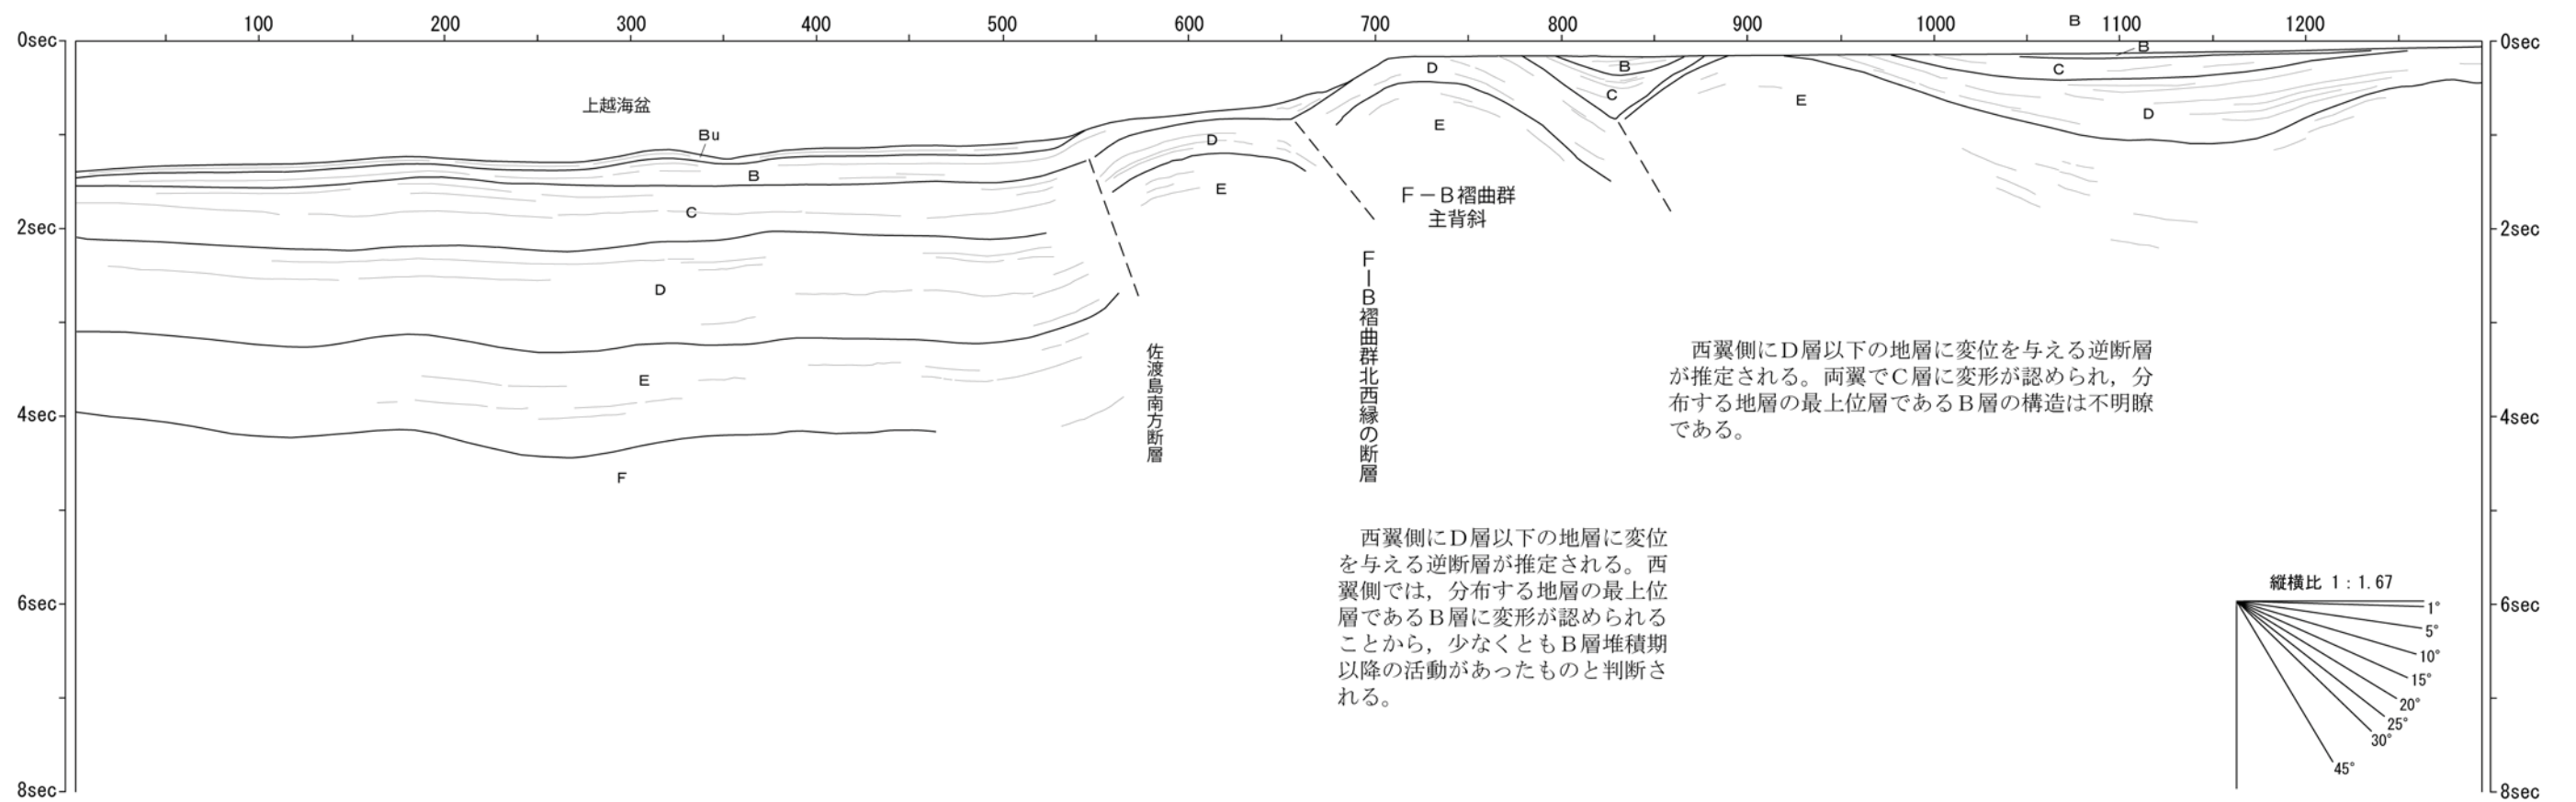 100 200 300 400 500 600 700 800 900 1000 1100 1200
B
0sec 0sec
B
D B C
上越海盆
C E D
Bu
D E
B E
F－B褶曲群
主背斜
C
2sec 2sec
D
F－B褶曲群北西縁の断層
佐渡島南方断層
西翼側にD層以下の地層に変位を与える逆断層
が推定される。両翼でC層に変形が認められ，分
布する地層の最上位層であるB層の構造は不明瞭
である。
E
4sec 4sec
F
西翼側にD層以下の地層に変位
を与える逆断層が推定される。西
翼側では，分布する地層の最上位
層であるB層に変形が認められる
ことから，少なくともB層堆積期
以降の活動があったものと判断さ
れる。
6sec 6sec
縦横比 1：1.67
1°
5°
10°
15°
20°
25°
30°
45°
8sec 8sec